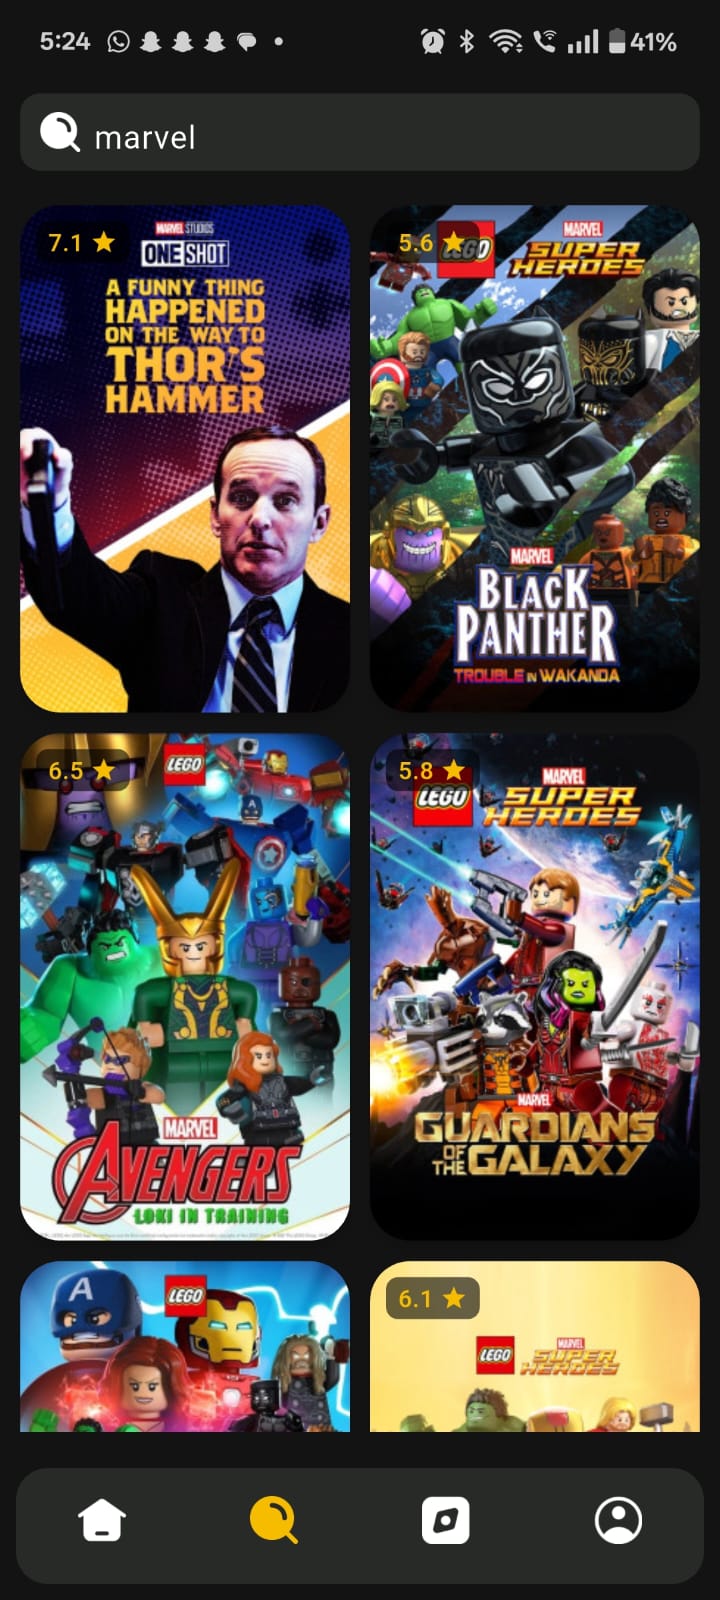 5:24
41%
marvel
7.1
MARVEL STUDIOS
ONE SHOT
A FUNNY THING
HAPPENED
ON THE WAY TO
THOR'S
HAMMER
5.6
LEGO
MARVEL
SUPER
HEROES
MARVEL
BLACK
PANTHER
TROUBLE IN WAKANDA
6.5
LEGO
A
MARVEL
AVENGERS
LOKI IN TRAINING
5.8
LEGO
MARVEL
SUPER
HEROES
MARVEL
GUARDIANS
OF THE GALAXY
A
LEGO
6.1
LEGO
MARVEL
SUPER
HEROES